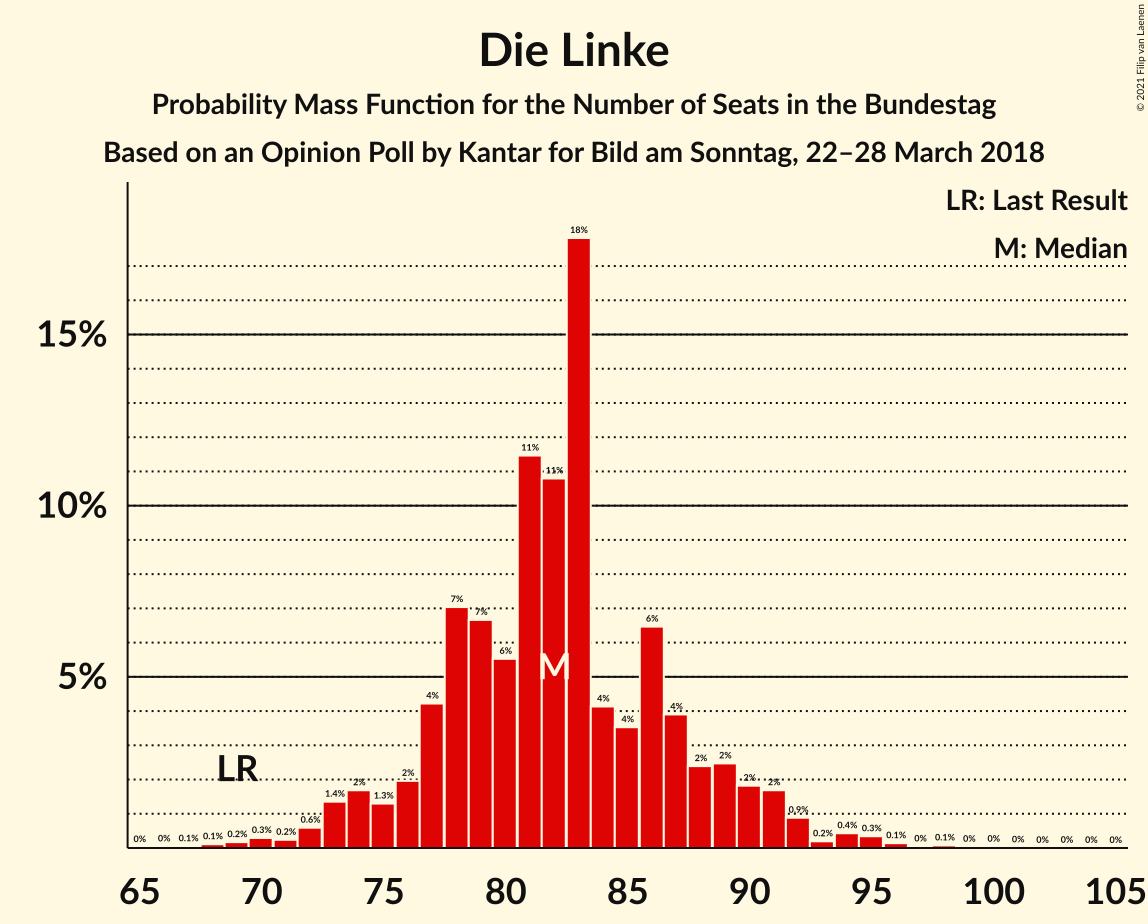 Die Linke
Probability Mass Function for the Number of Seats in the Bundestag
Based on an Opinion Poll by Kantar for Bild am Sonntag, 22–28 March 2018
© 2021 Filip van Laenen
LR: Last Result
M: Median
15%
10%
5%
LR
M
0% 0% 0.1% 0.1% 0.2% 0.3% 0.2% 0.6% 1.4% 2% 1.3% 2% 4% 7% 7% 6% 11% 11% 18% 4% 4% 6% 4% 2% 2% 2% 2% 0.9% 0.2% 0.4% 0.3% 0.1% 0% 0.1% 0% 0% 0% 0% 0% 0% 0%
65 70 75 80 85 90 95 100 105